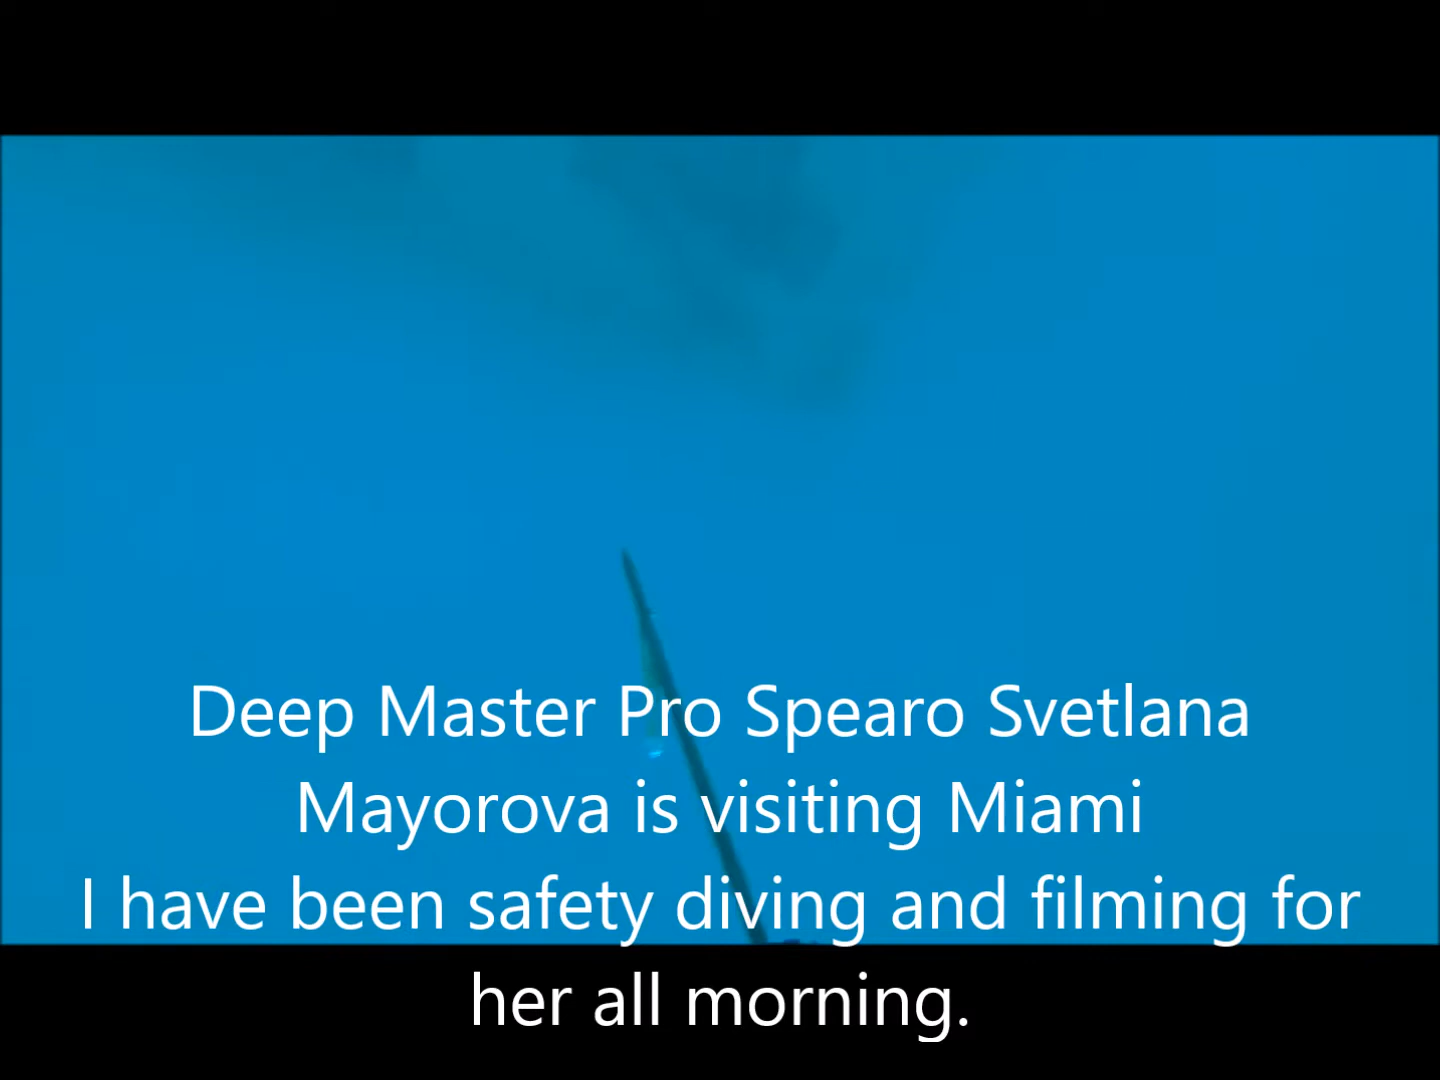 Deep Master Pro Spearo Svetlana
Mayorova is visiting Miami
I have been safety diving and filming for
her all morning.